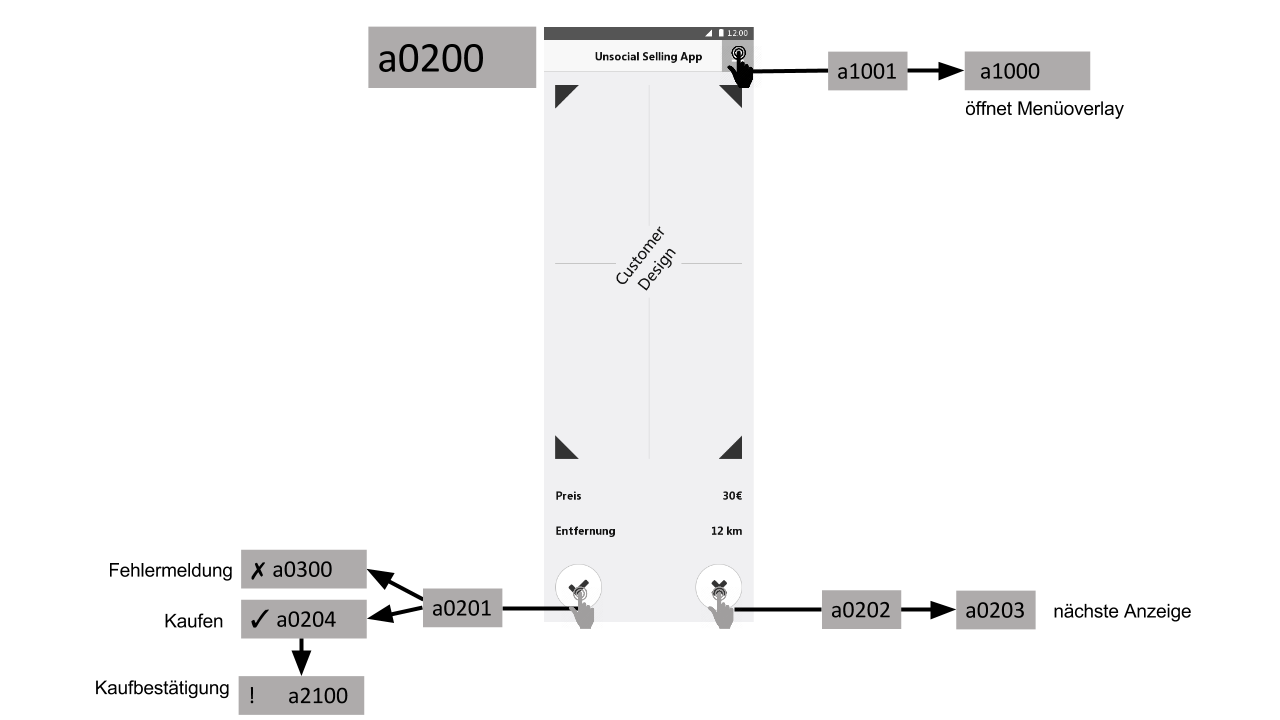 a0200
12:00
Unsocial Selling App
a1001
a1000
öffnet Menüoverlay
Customer
Design
Preis 30€
Entfernung 12 km
Fehlermeldung ✗ a0300
Kaufen ✓ a0204
a0201
a0202
a0203
nächste Anzeige
Kaufbestätigung ! a2100